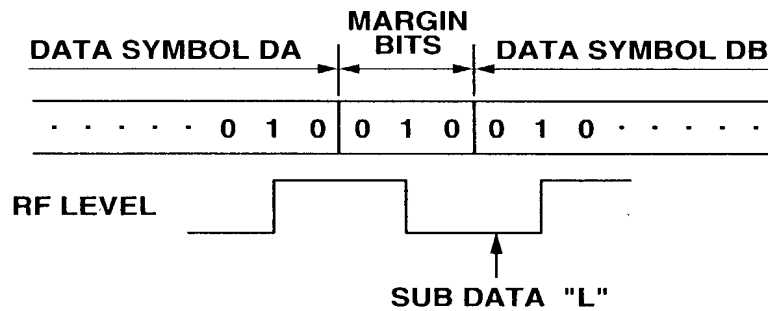 MARGIN
BITS
DATA SYMBOL DA
DATA SYMBOL DB
· · · · · 0 1 0 0 1 0 0 1 0 · · · · ·
RF LEVEL
SUB DATA "L"